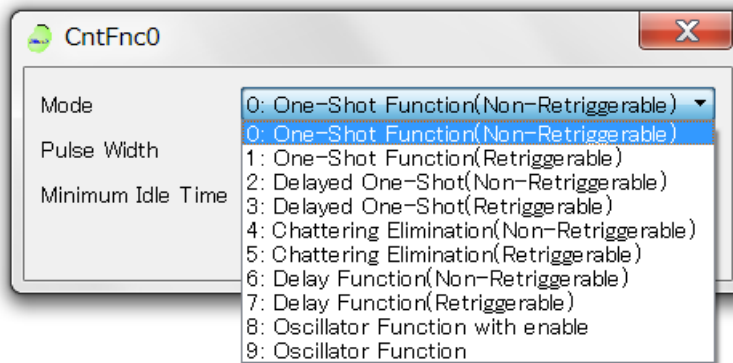 CntFnc0
X
Mode
0: One-Shot Function(Non-Retriggerable)
0: One-Shot Function(Non-Retriggerable)
1: One-Shot Function(Retriggerable)
Pulse Width
2: Delayed One-Shot(Non-Retriggerable)
Minimum Idle Time
3: Delayed One-Shot(Retriggerable)
4: Chattering Elimination(Non-Retriggerable)
5: Chattering Elimination(Retriggerable)
6: Delay Function(Non-Retriggerable)
7: Delay Function(Retriggerable)
8: Oscillator Function with enable
9: Oscillator Function